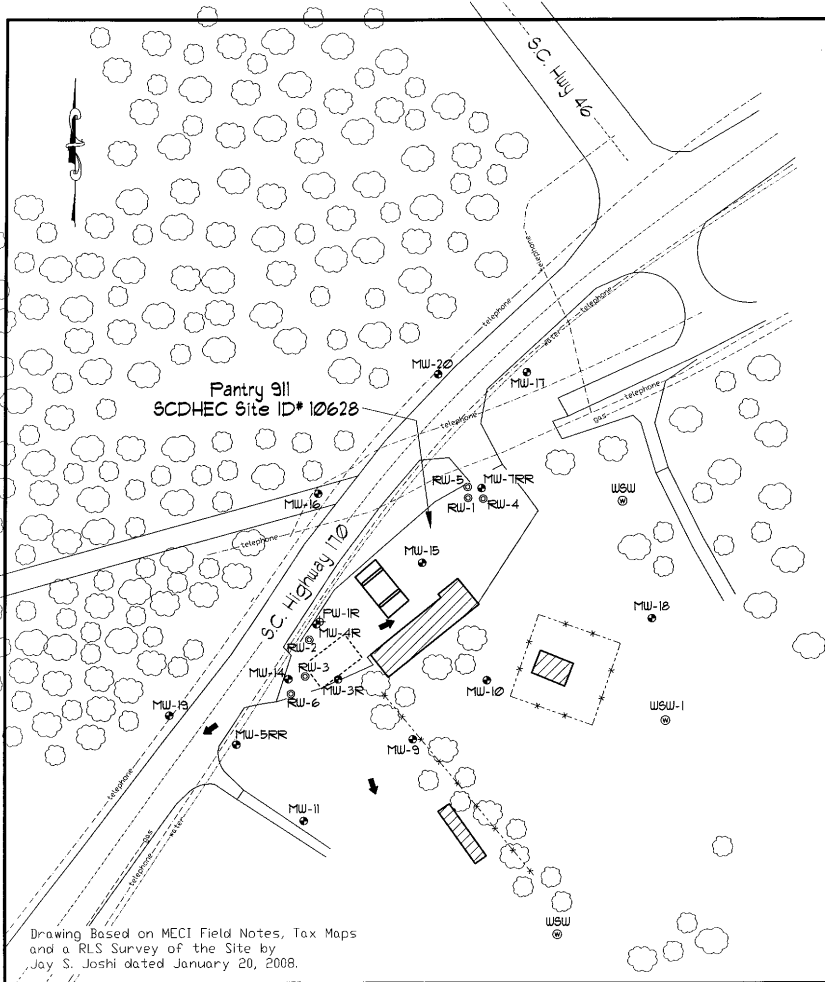 S.C. Hwy 46
telephone
telephone
telephone
water
MW-20
MW-17
Pantry 911
SCDHEC Site ID# 10628
telephone
telephone
gas
RW-5
MW-7RR
WSW
MW-16
RW-1
RW-4
telephone
S.C. Highway 170
MW-15
PW-1R
MW-18
MW-4R
RW-2
RW-3
MW-14
MW-3R
MW-10
RW-6
MW-19
WSW-1
MW-5RR
MW-9
telephone
MW-11
gas
water
telephone
WSW
Drawing Based on MECI Field Notes, Tax Maps
and a RLS Survey of the Site by
Jay S. Joshi dated January 20, 2008.